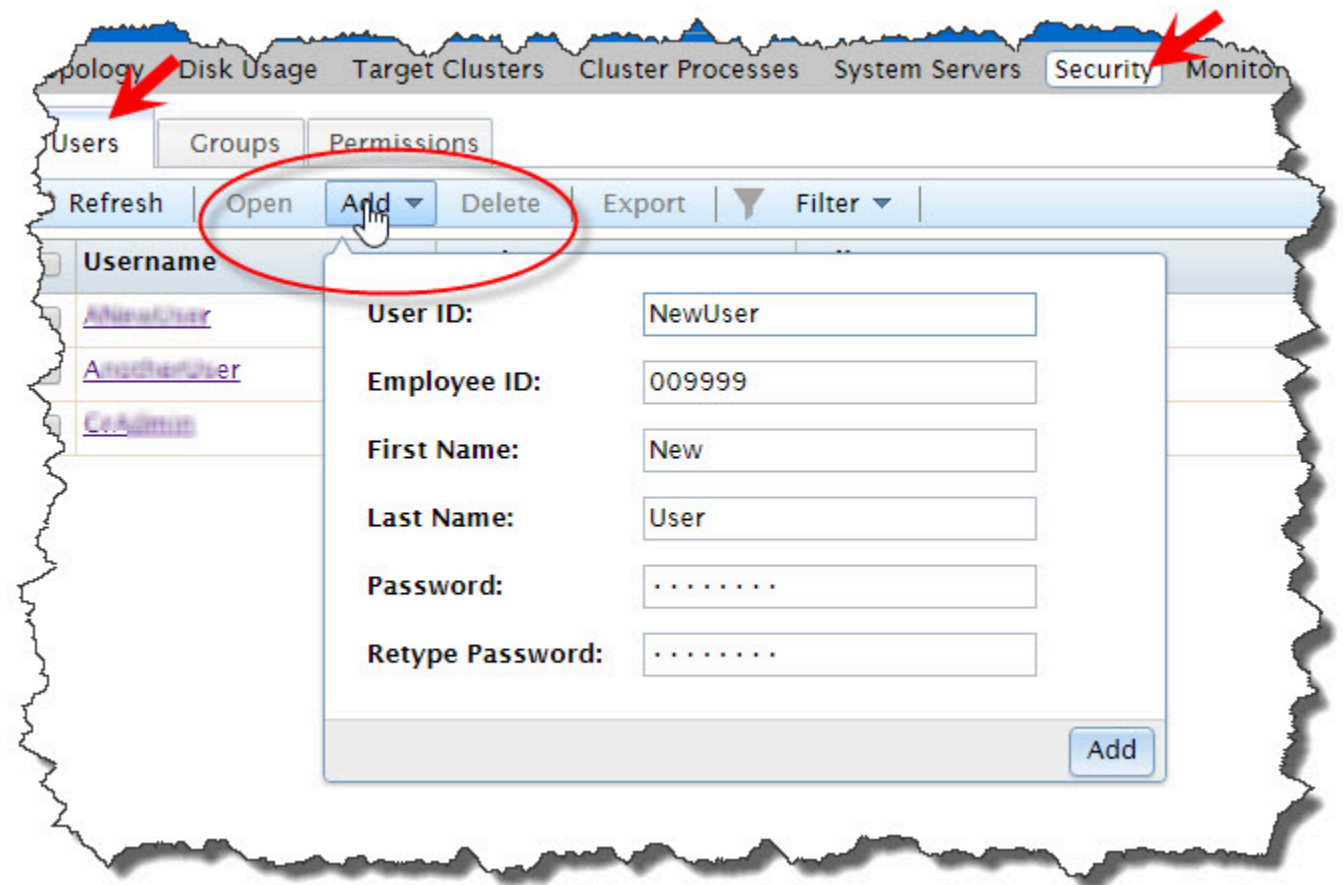 Disk Usage Target Clusters Cluster Processes System Servers Security Monitor
Users Groups Permissions
Refresh Open Add Delete Export Filter
Username
User ID: NewUser
AnotherUser
Employee ID: 009999
First Name: New
Last Name: User
Password: ········
Retype Password: ········
Add